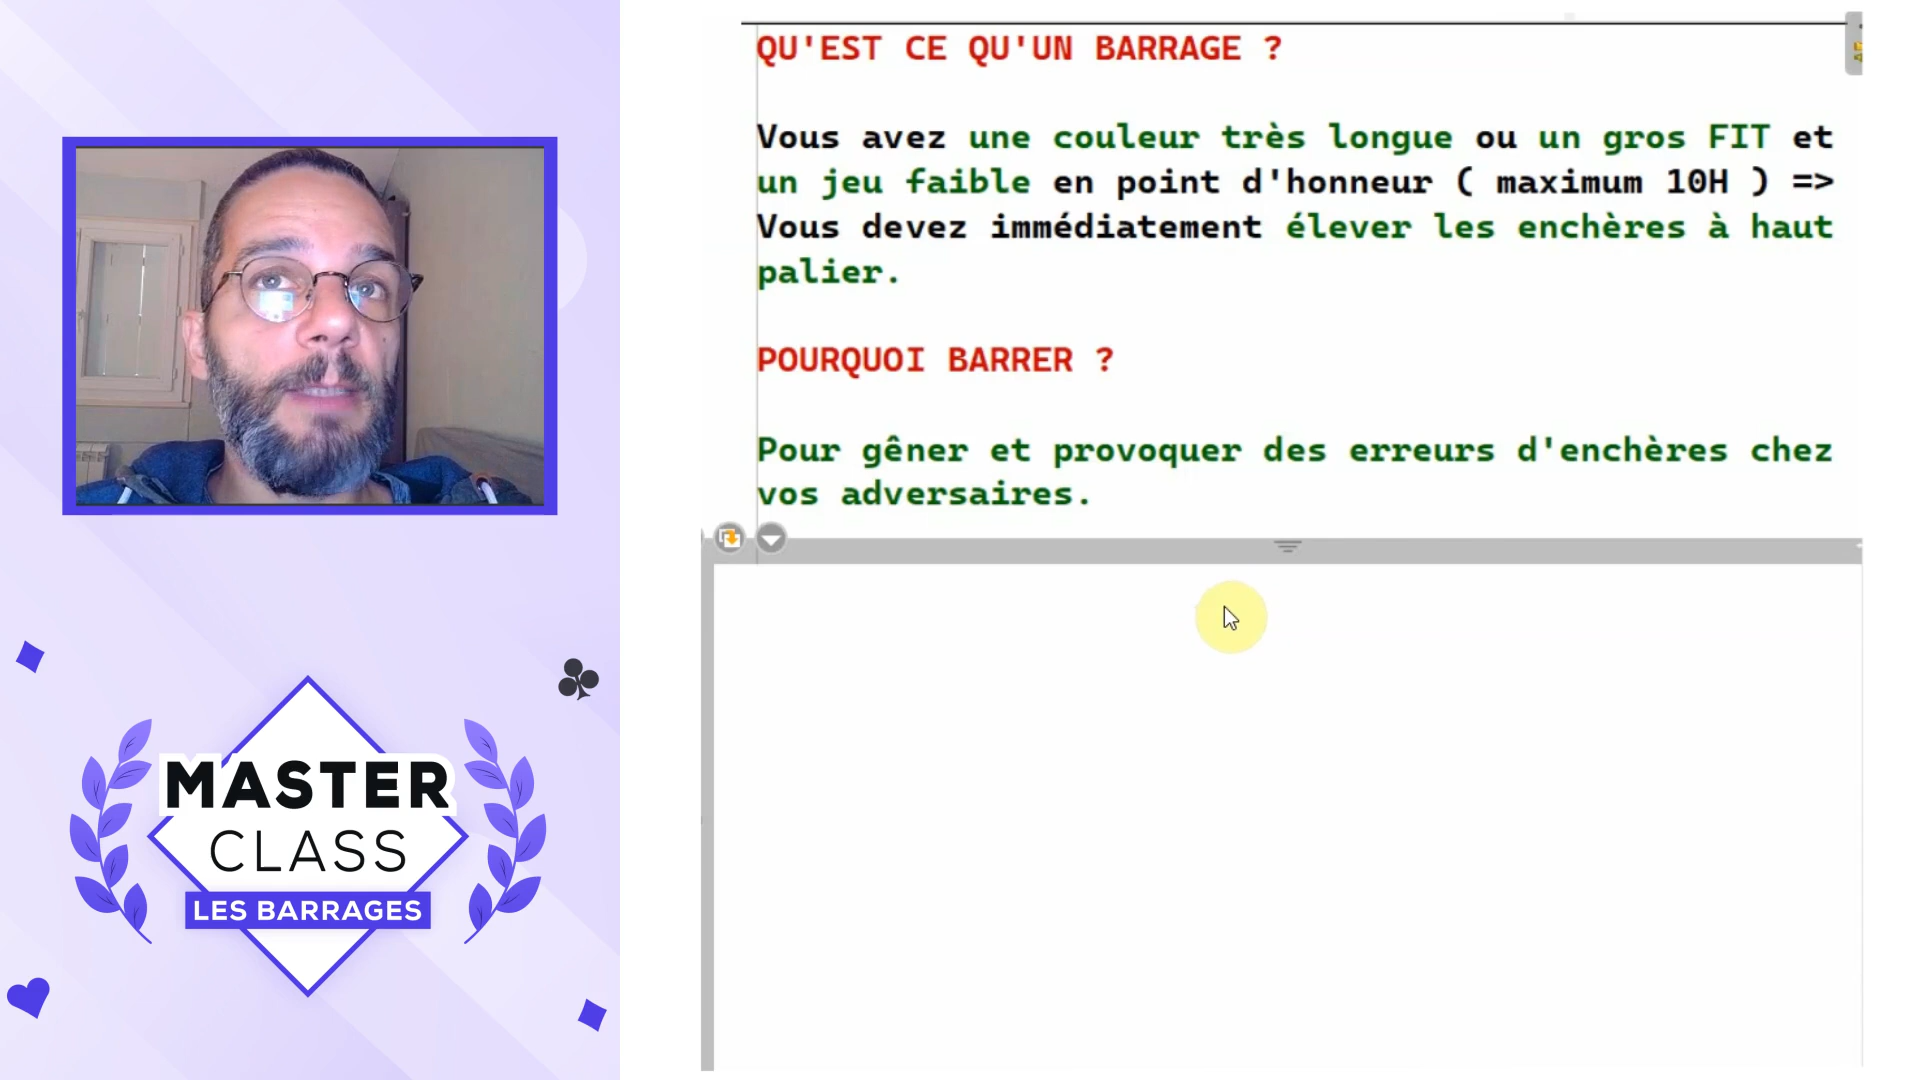 QU'EST CE QU'UN BARRAGE ?
Vous avez une couleur très longue ou un gros FIT et
un jeu faible en point d'honneur ( maximum 10H ) =>
Vous devez immédiatement élever les enchères à haut
palier.
POURQUOI BARRER ?
Pour gêner et provoquer des erreurs d'enchères chez
vos adversaires.
MASTER
CLASS
LES BARRAGES